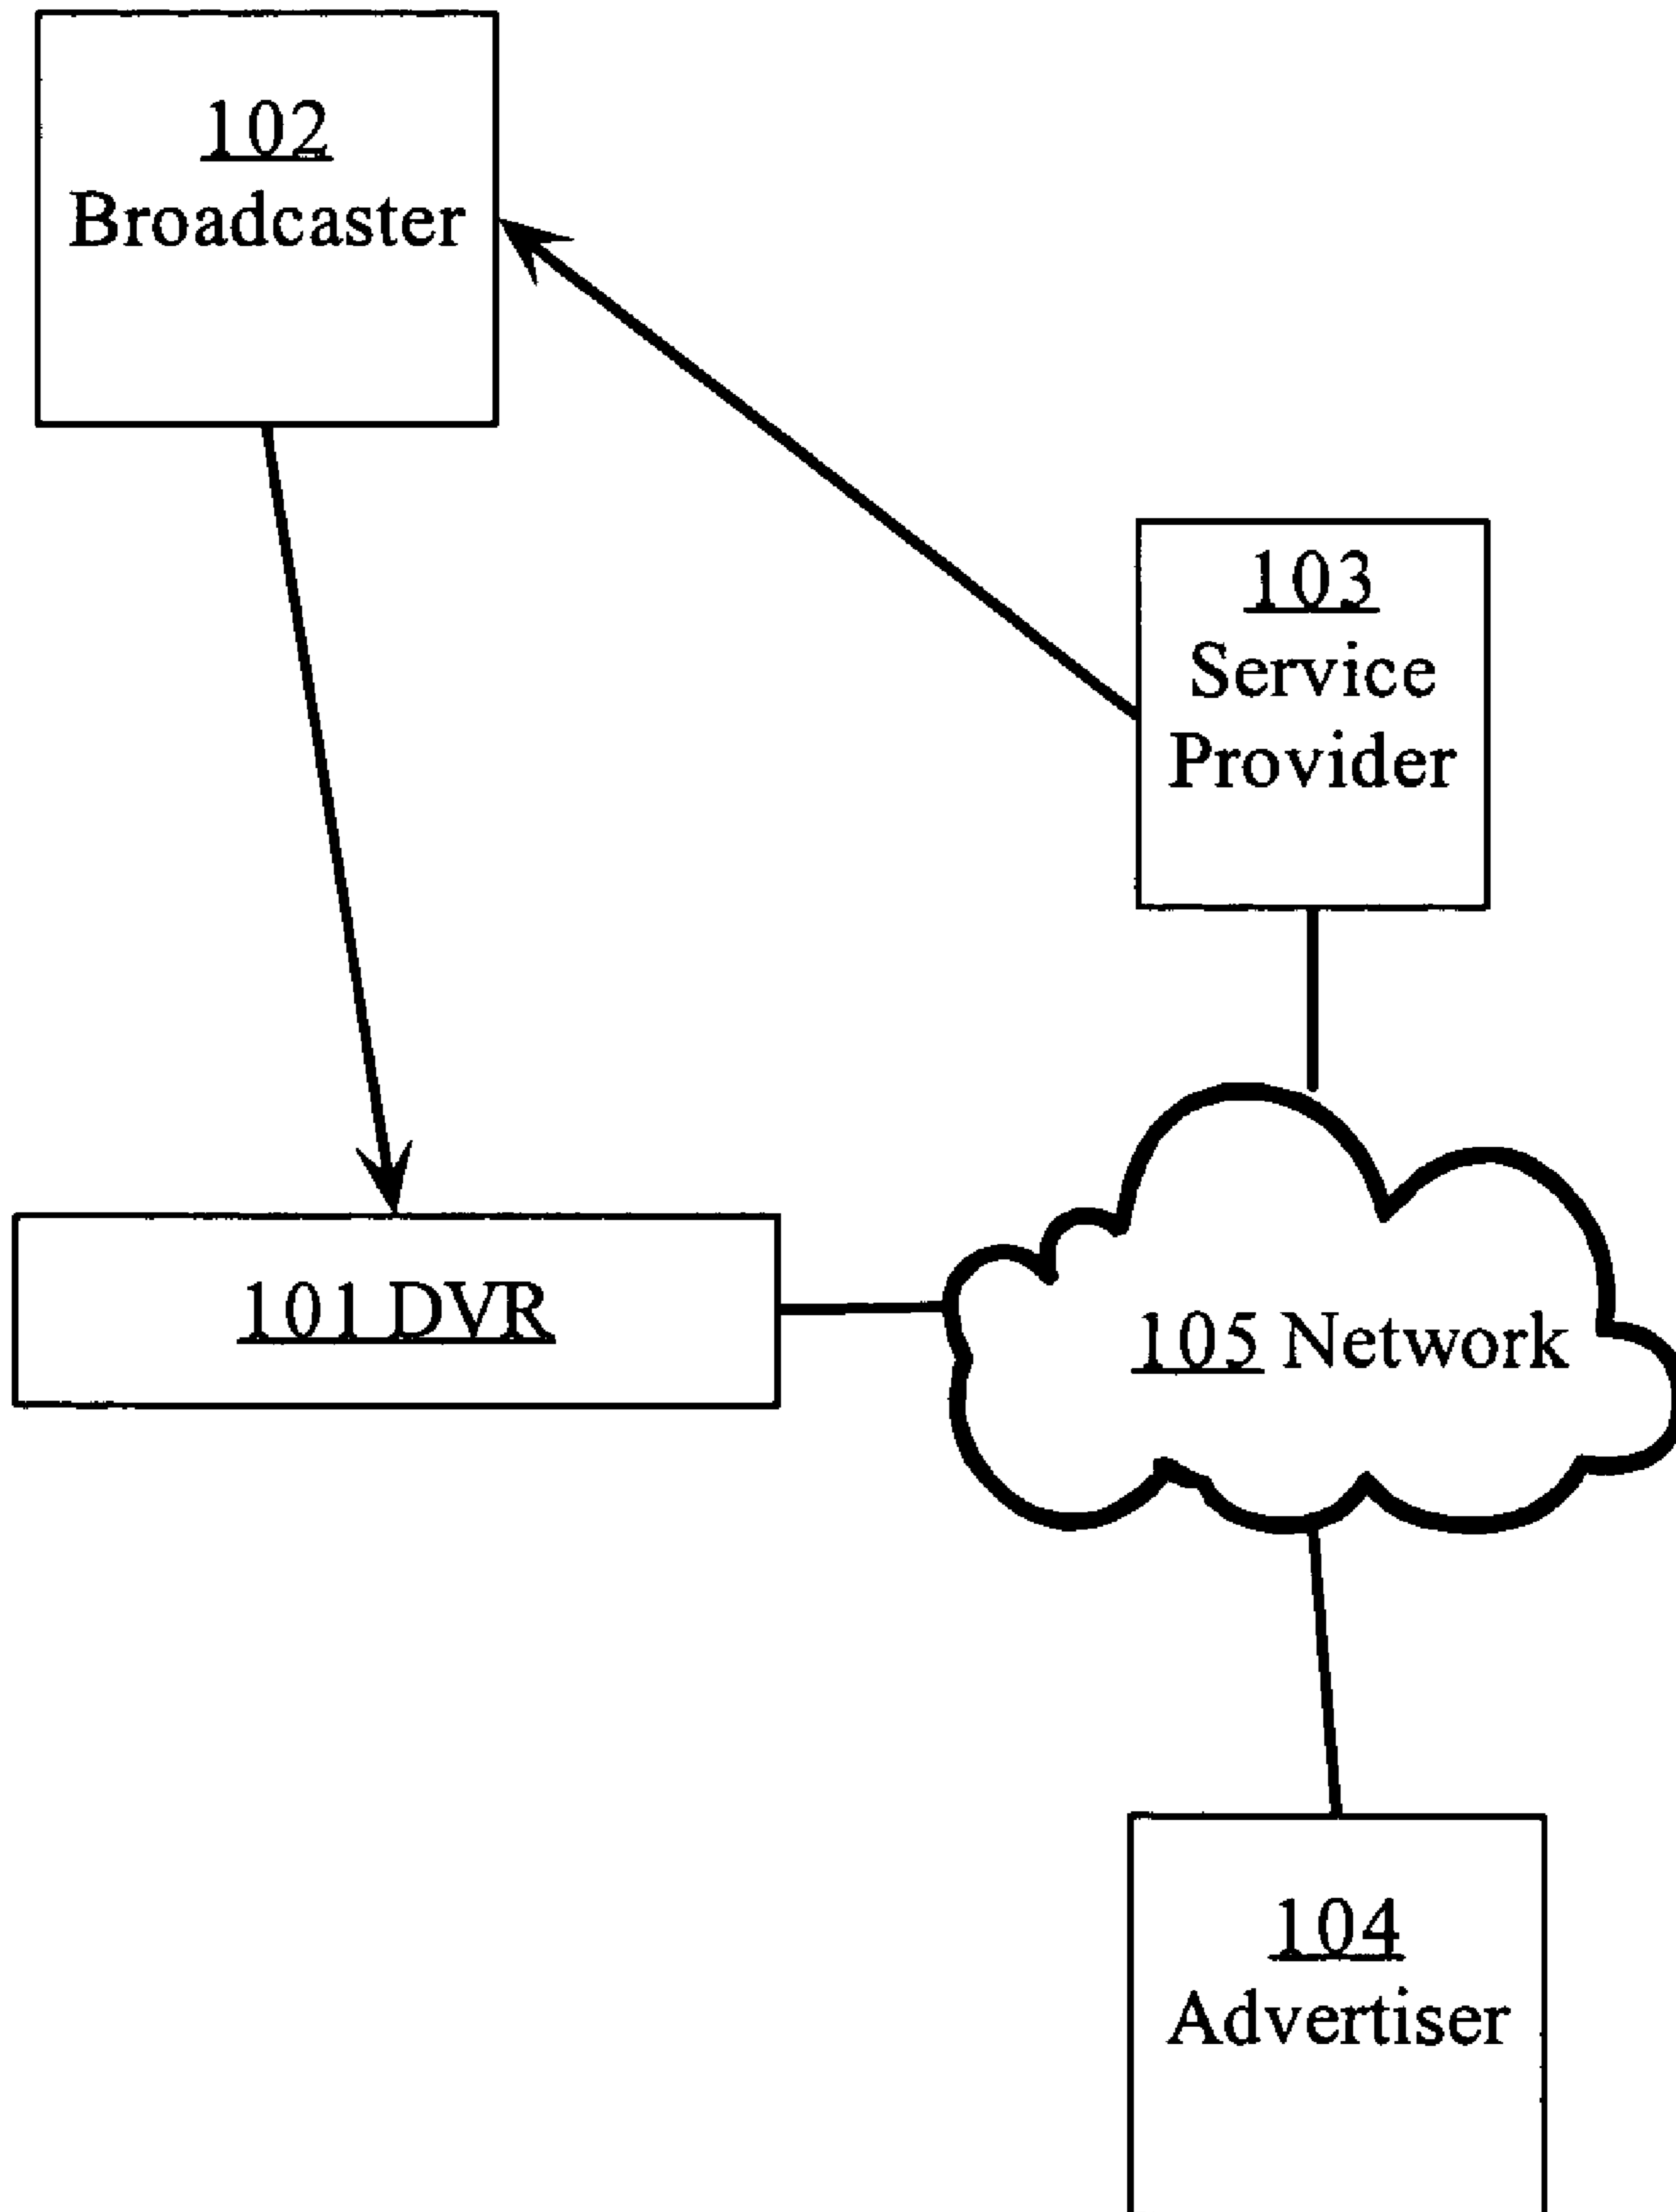 102
Broadcaster
103
Service
Provider
101 DVR
105 Network
104
Advertiser